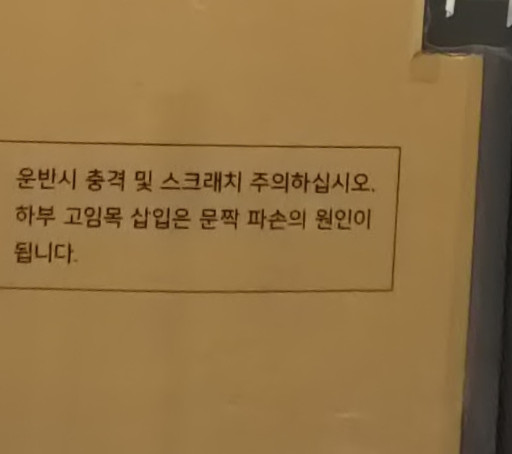 운반시 충격 및 스크래치 주의하십시오.
하부 고임목 삽입은 문짝 파손의 원인이
됩니다.